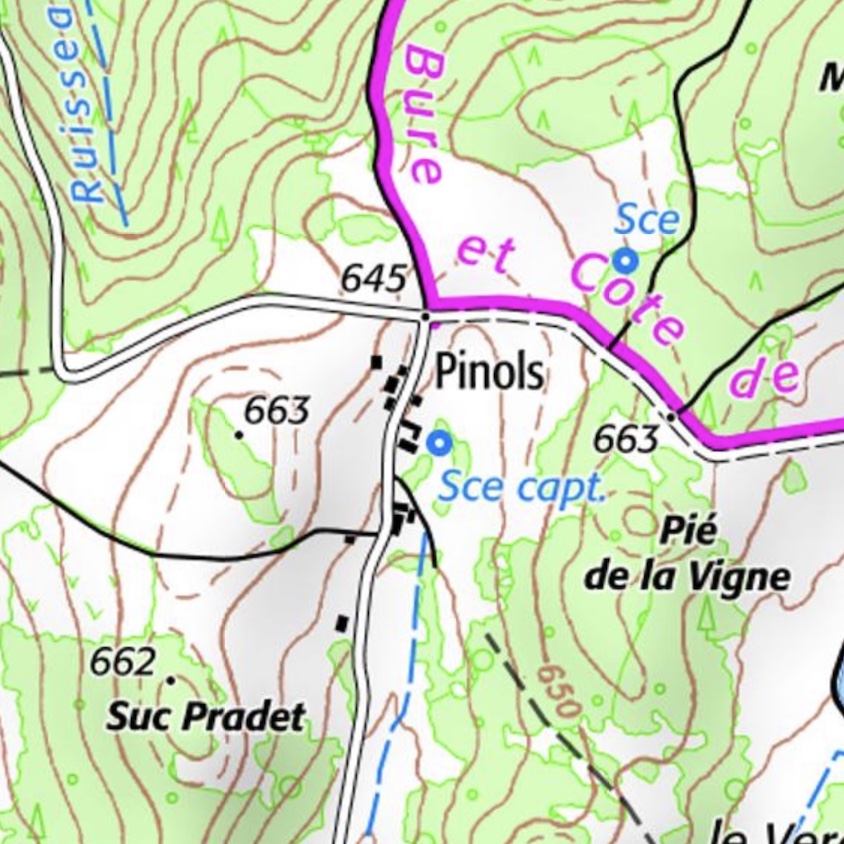 Ruissea
Bure
M
Sce
et
Cote
645
Pinols
de
663
663
Sce capt.
Pié
de la Vigne
662
Suc Pradet
650
le Ver